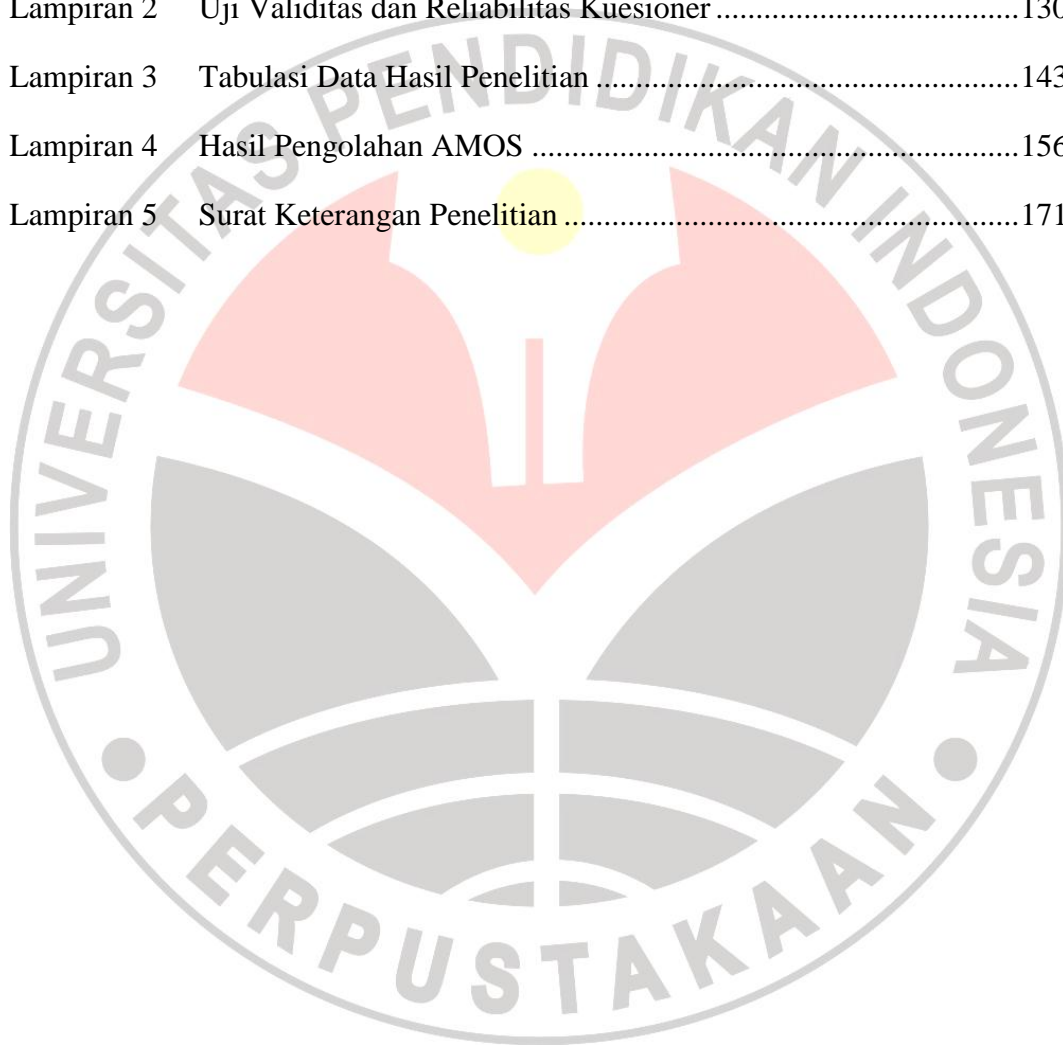 Lampiran 2 Uji Validitas dan Reliabilitas Kuesioner ....................................130
Lampiran 3 Tabulasi Data Hasil Penelitian ....................................................143
Lampiran 4 Hasil Pengolahan AMOS ..............................................................156
Lampiran 5 Surat Keterangan Penelitian .........................................................171
UNIVERSITAS PENDIDIKAN INDONESIA
PERPUSTAKAAN